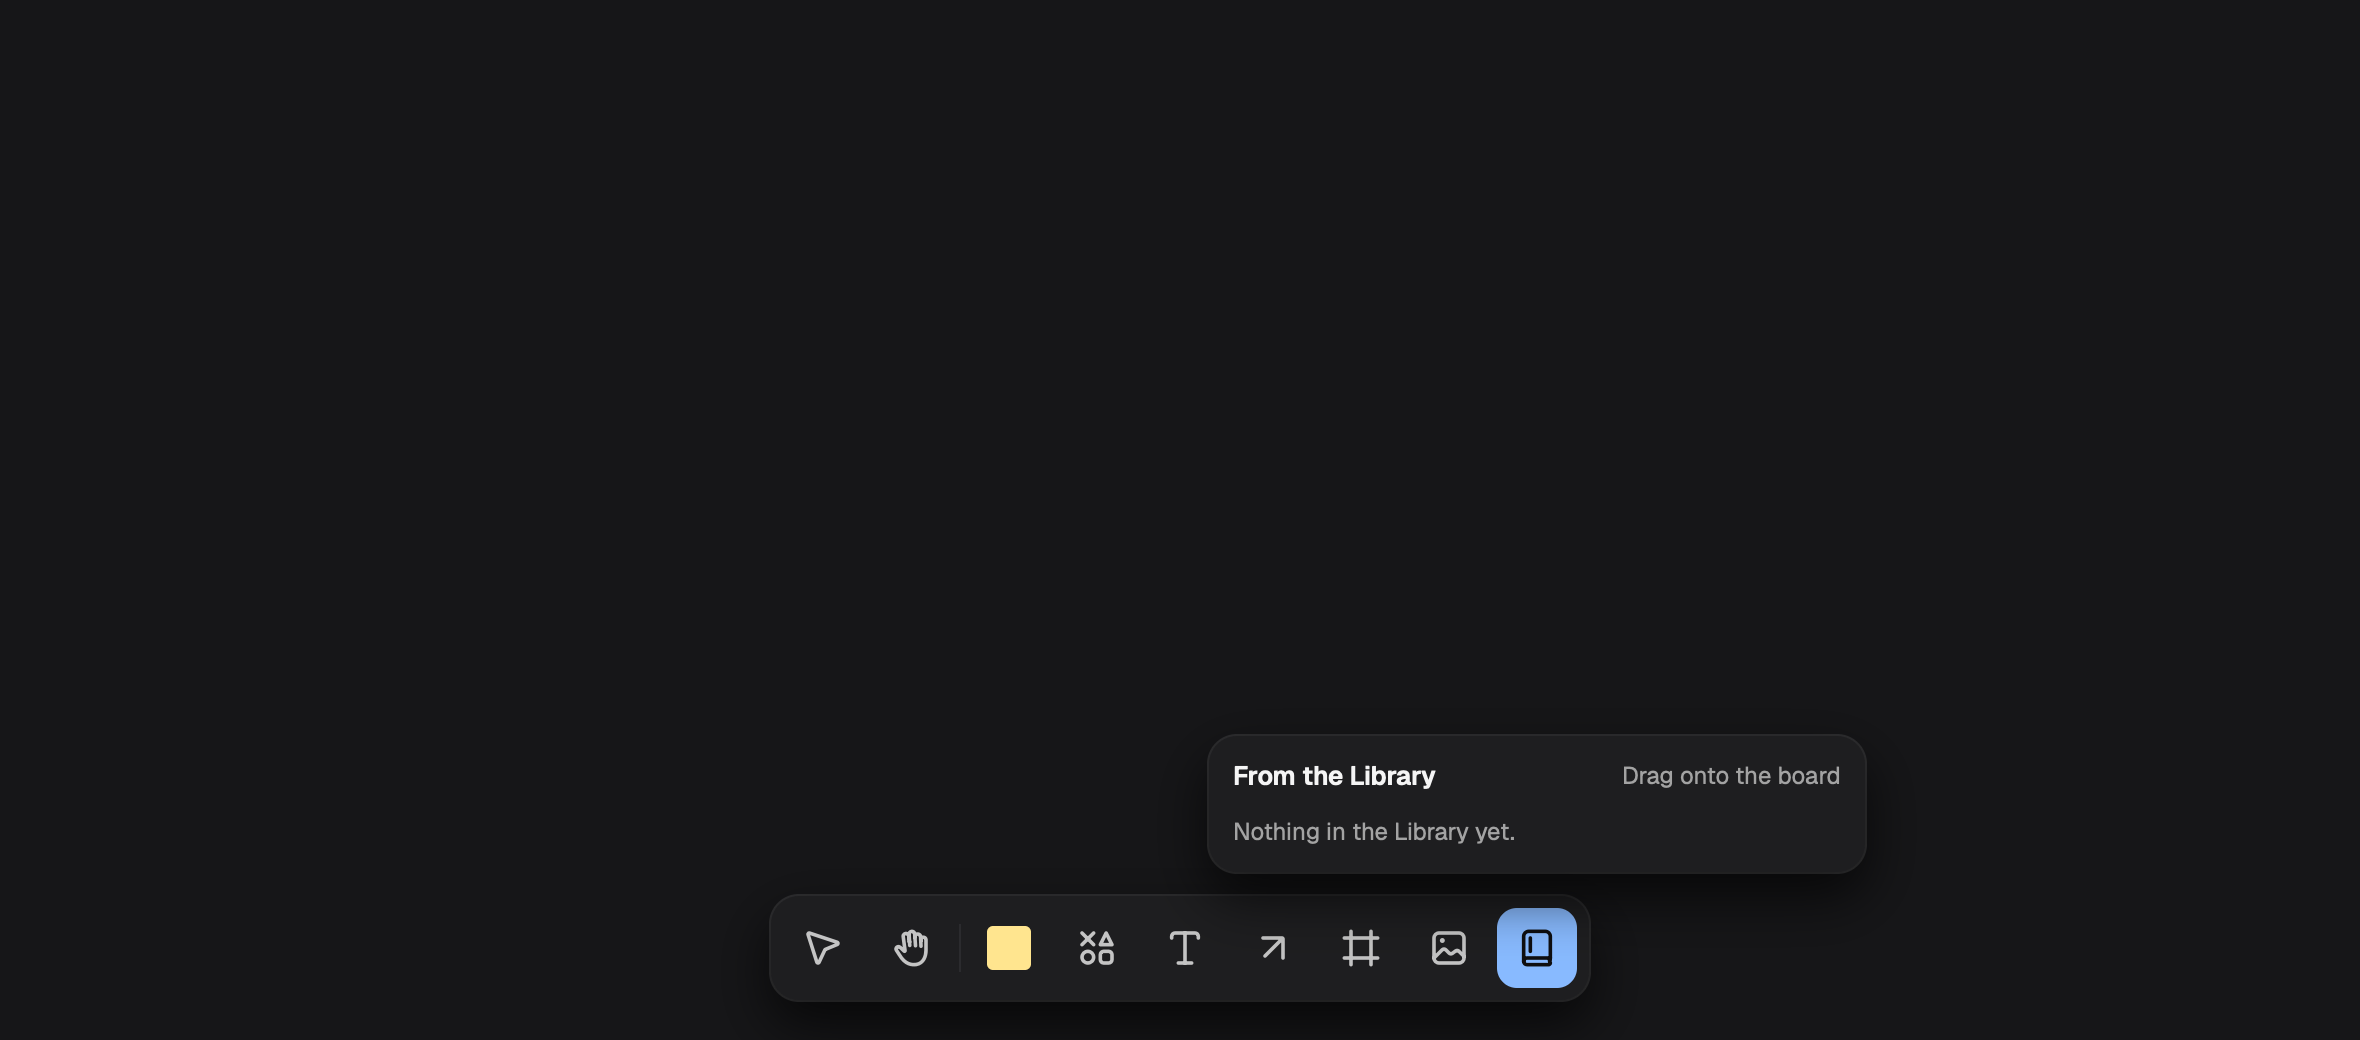 From the Library
Drag onto the board
Nothing in the Library yet.